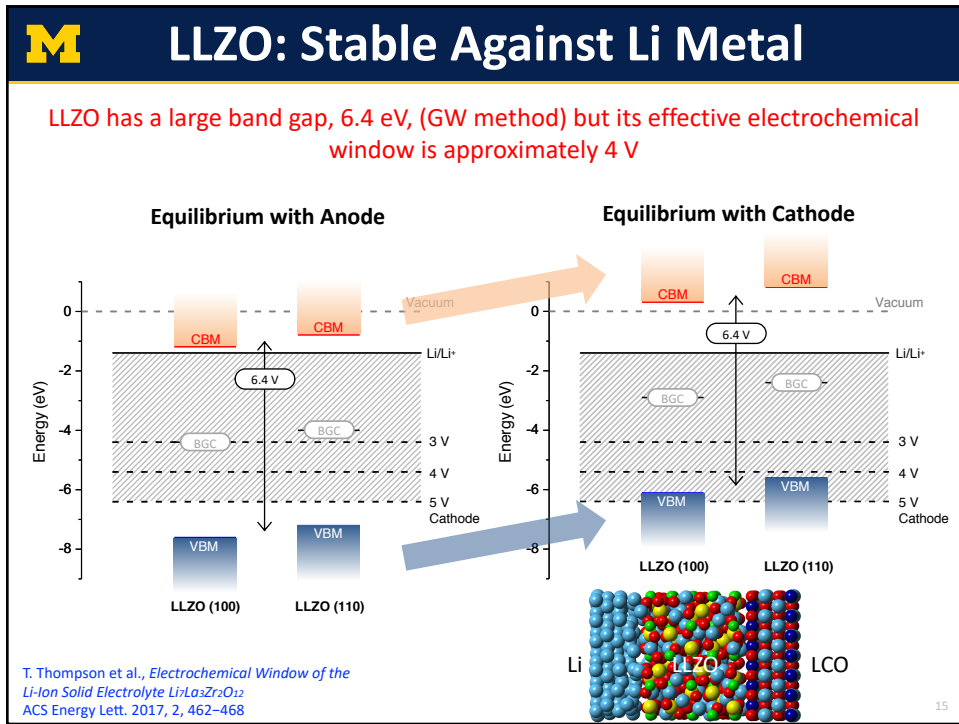 M
LLZO: Stable Against Li Metal
LLZO has a large band gap, 6.4 eV, (GW method) but its effective electrochemical
window is approximately 4 V
Equilibrium with Anode
Energy (eV)
0
-2
-4
-6
-8
Vacuum
CBM
CBM
Li/Li⁺
6.4 V
BGC
BGC
3 V
4 V
5 V
Cathode
VBM
VBM
LLZO (100)
LLZO (110)
Equilibrium with Cathode
Energy (eV)
0
-2
-4
-6
-8
CBM
CBM
Vacuum
6.4 V
Li/Li⁺
BGC
BGC
3 V
4 V
5 V
Cathode
VBM
VBM
LLZO (100)
LLZO (110)
Li
LLZO
LCO
T. Thompson et al., Electrochemical Window of the
Li-Ion Solid Electrolyte Li₇La₃Zr₂O₁₂
ACS Energy Lett. 2017, 2, 462−468
15